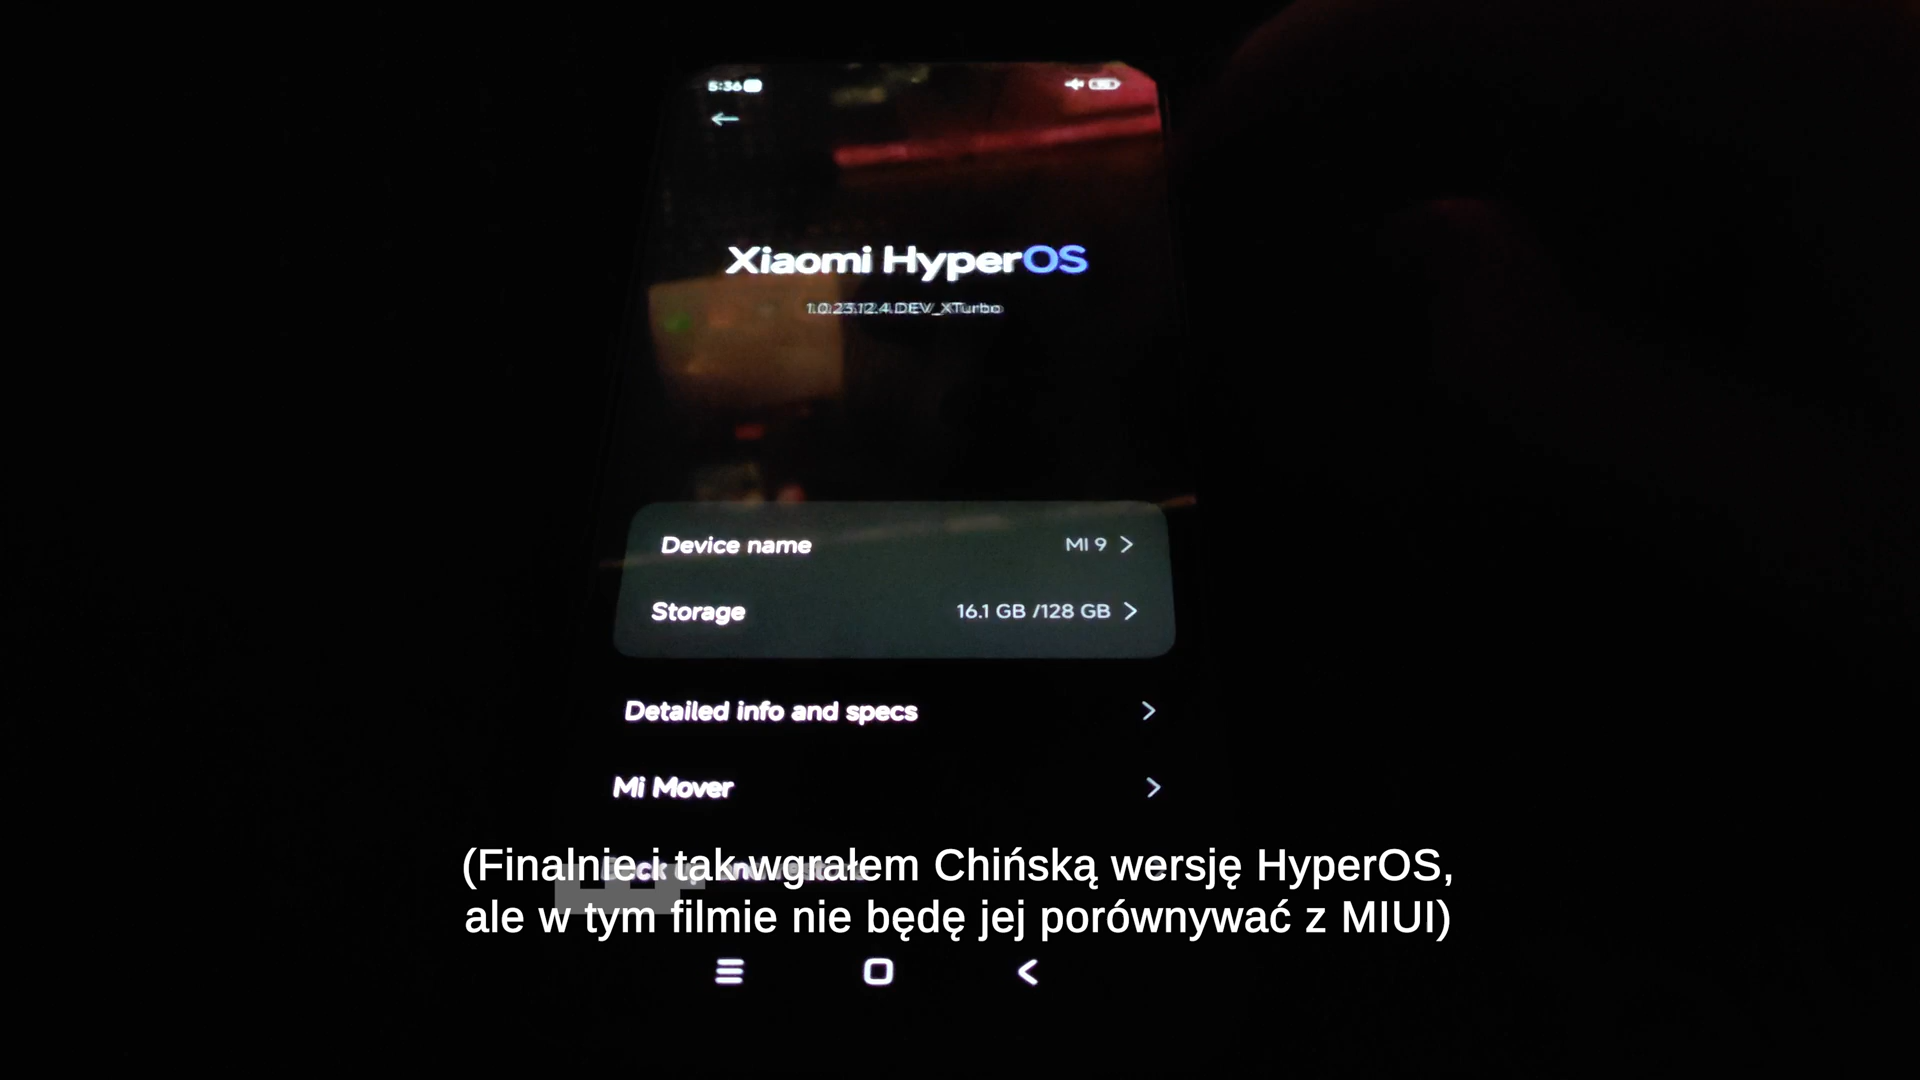 5:36
Xiaomi HyperOS
1.0.23.12.4.DEV_XTurbo
Device name MI 9
Storage 16.1 GB /128 GB
Detailed info and specs
Mi Mover
(Finalnie i tak wgrałem Chińską wersję HyperOS,
ale w tym filmie nie będę jej porównywać z MIUI)